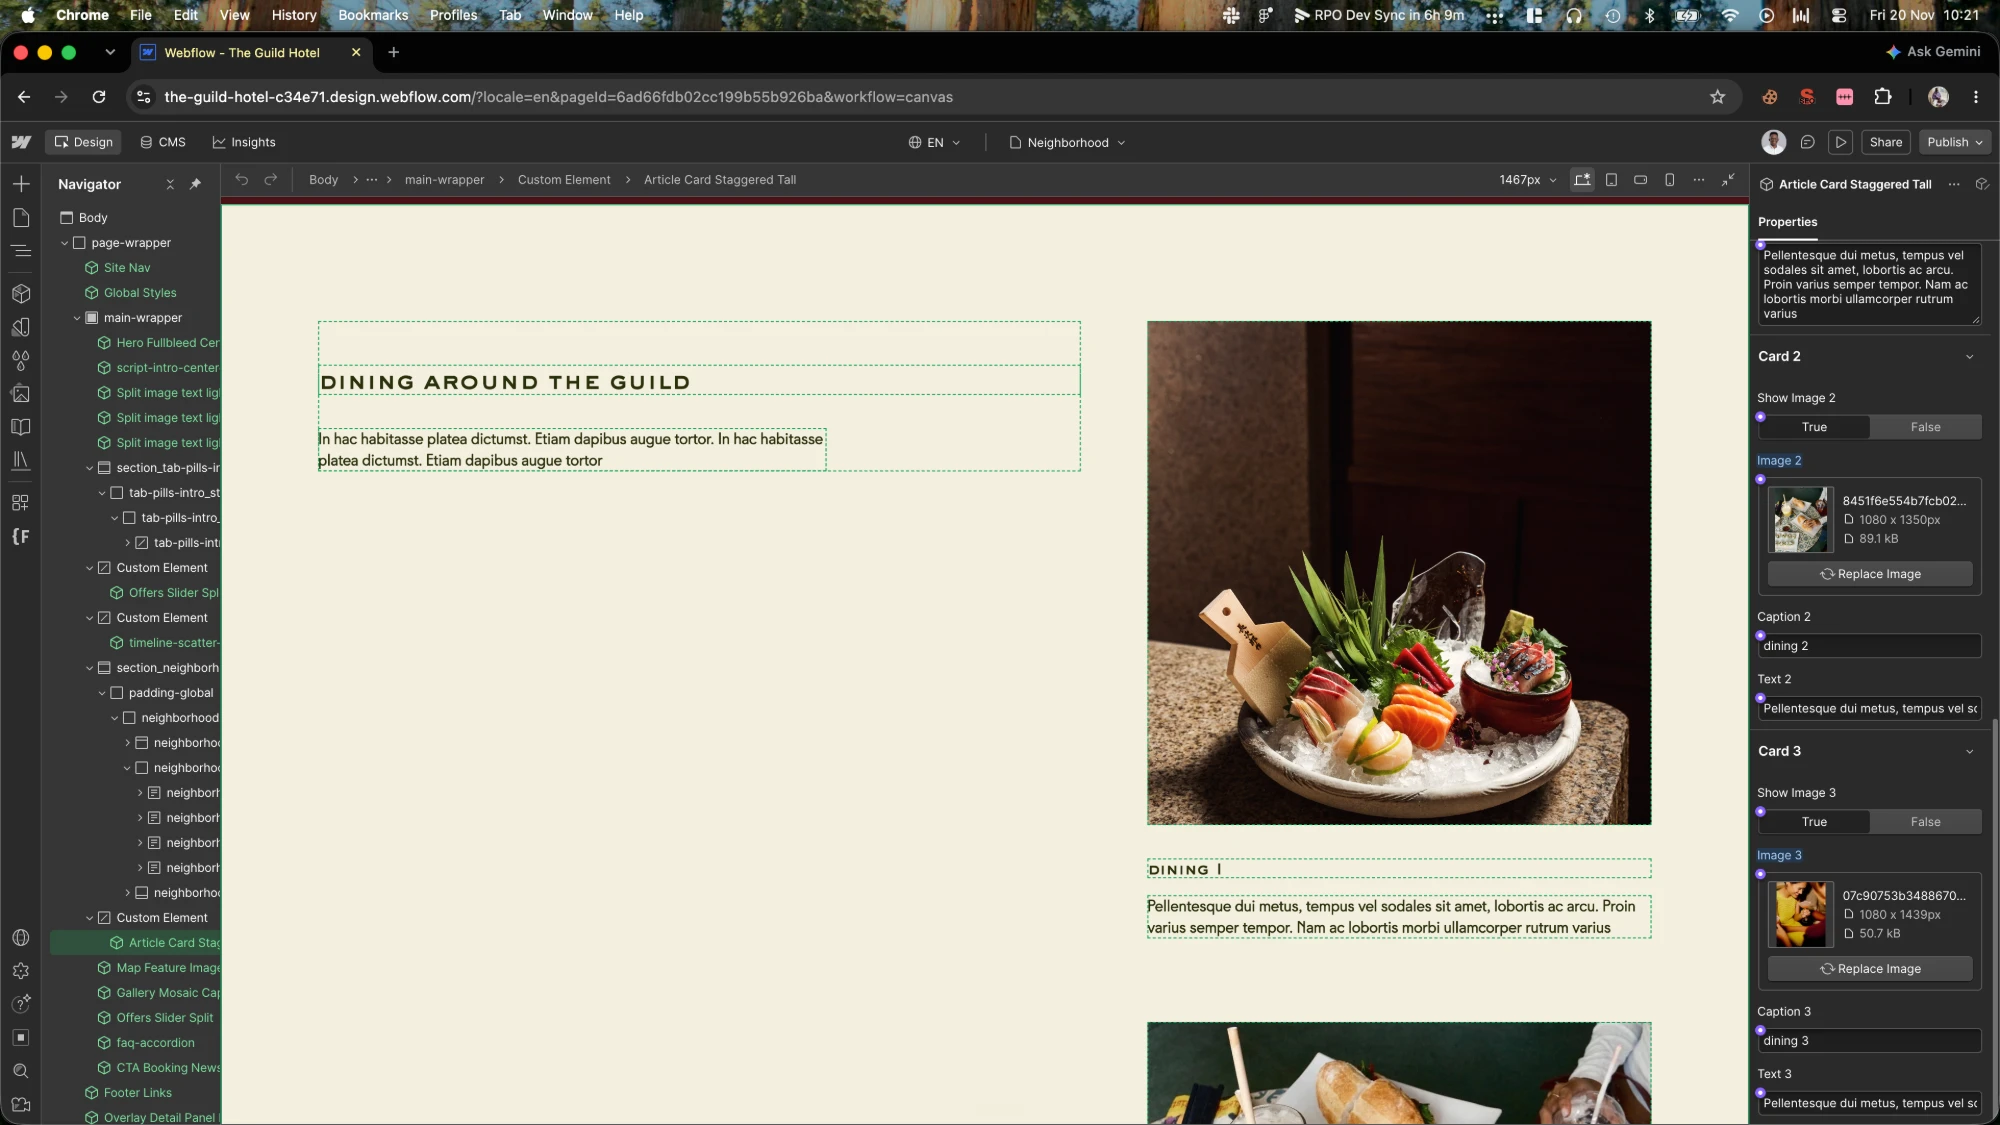 Chrome File Edit View History Bookmarks Profiles Tab Window Help
RPO Dev Sync in 6h 9m
Fri 20 Nov 10:21
Webflow - The Guild Hotel
Ask Gemini
the-guild-hotel-c34e71.design.webflow.com/?locale=en&pageId=6ad66fdb02cc199b55b926ba&workflow=canvas
Design CMS Insights
EN
Neighborhood
Share Publish
Navigator
Body ... main-wrapper Custom Element Article Card Staggered Tall
1467px
Article Card Staggered Tall
Properties
Body
page-wrapper
Site Nav
Global Styles
main-wrapper
Hero Fullbleed Cer
script-intro-center
Split image text lig
Split image text lig
Split image text lig
section_tab-pills-ir
tab-pills-intro_st
tab-pills-intro_
tab-pills-int
Custom Element
Offers Slider Spl
Custom Element
timeline-scatter-
section_neighborh
padding-global
neighborhood
neighborhoo
neighborhoo
neighborh
neighborh
neighborh
neighborh
neighborhoo
Custom Element
Article Card Stag
Map Feature Image
Gallery Mosaic Cap
Offers Slider Split
faq-accordion
CTA Booking News
Footer Links
Overlay Detail Panel
DINING AROUND THE GUILD
In hac habitasse platea dictumst. Etiam dapibus augue tortor. In hac habitasse
platea dictumst. Etiam dapibus augue tortor
DINING 1
Pellentesque dui metus, tempus vel sodales sit amet, lobortis ac arcu. Proin
varius semper tempor. Nam ac lobortis morbi ullamcorper rutrum varius
Pellentesque dui metus, tempus vel
sodales sit amet, lobortis ac arcu.
Proin varius semper tempor. Nam ac
lobortis morbi ullamcorper rutrum
varius
Card 2
Show Image 2
True False
Image 2
8451f6e554b7fcb02...
1080 x 1350px
89.1 kB
Replace Image
Caption 2
dining 2
Text 2
Pellentesque dui metus, tempus vel sc
Card 3
Show Image 3
True False
Image 3
07c90753b3488670...
1080 x 1439px
50.7 kB
Replace Image
Caption 3
dining 3
Text 3
Pellentesque dui metus, tempus vel sc